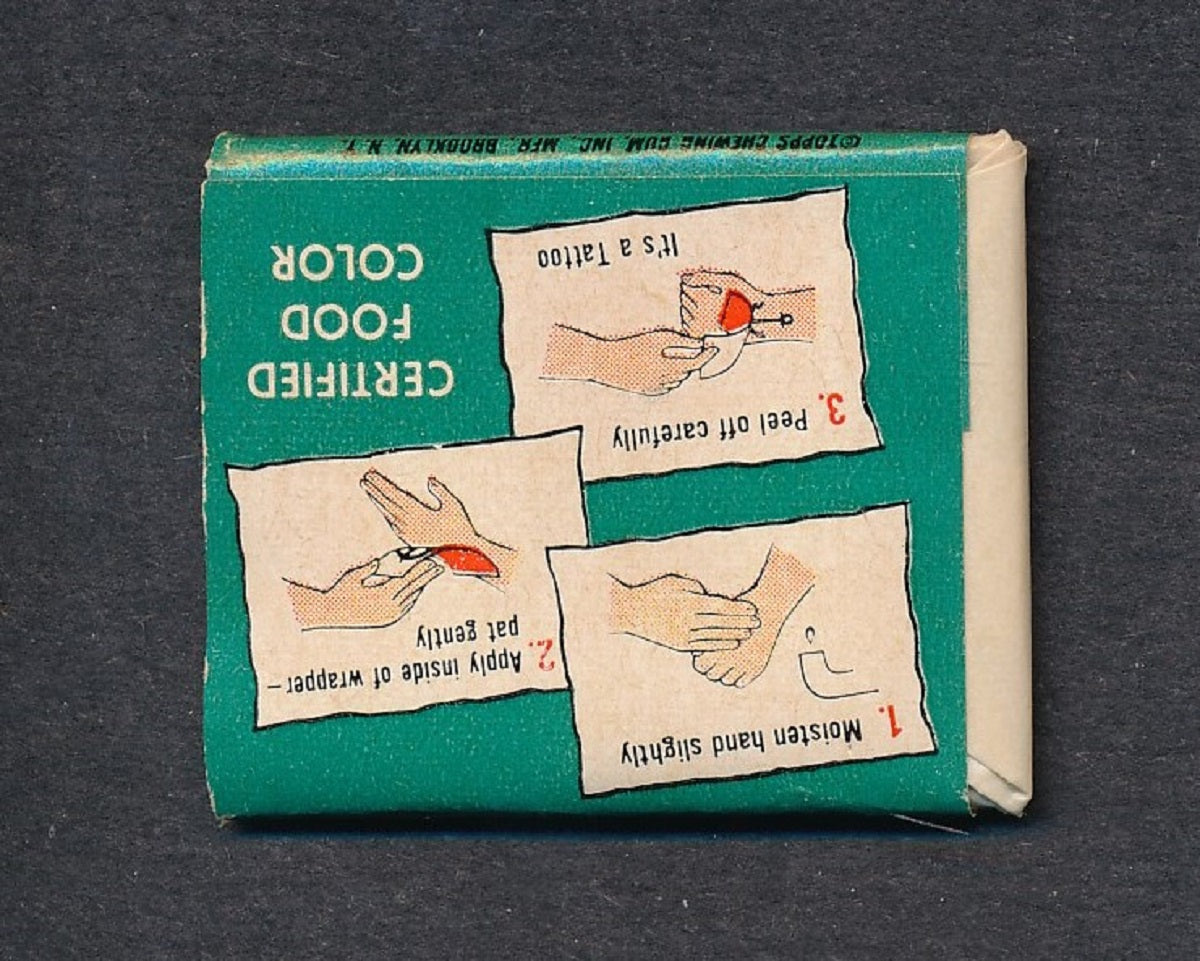 1. Moisten hand slightly
2. Apply inside of wrapper—
pat gently
3. Peel off carefully
It's a Tattoo
CERTIFIED
FOOD
COLOR
©TOPPS CHEWING GUM, INC. MFR. BROOKLYN, N.Y.